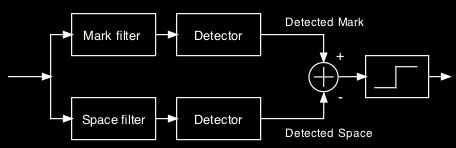 Detected Mark
Mark filter
Detector
+
-
Space filter
Detector
Detected Space